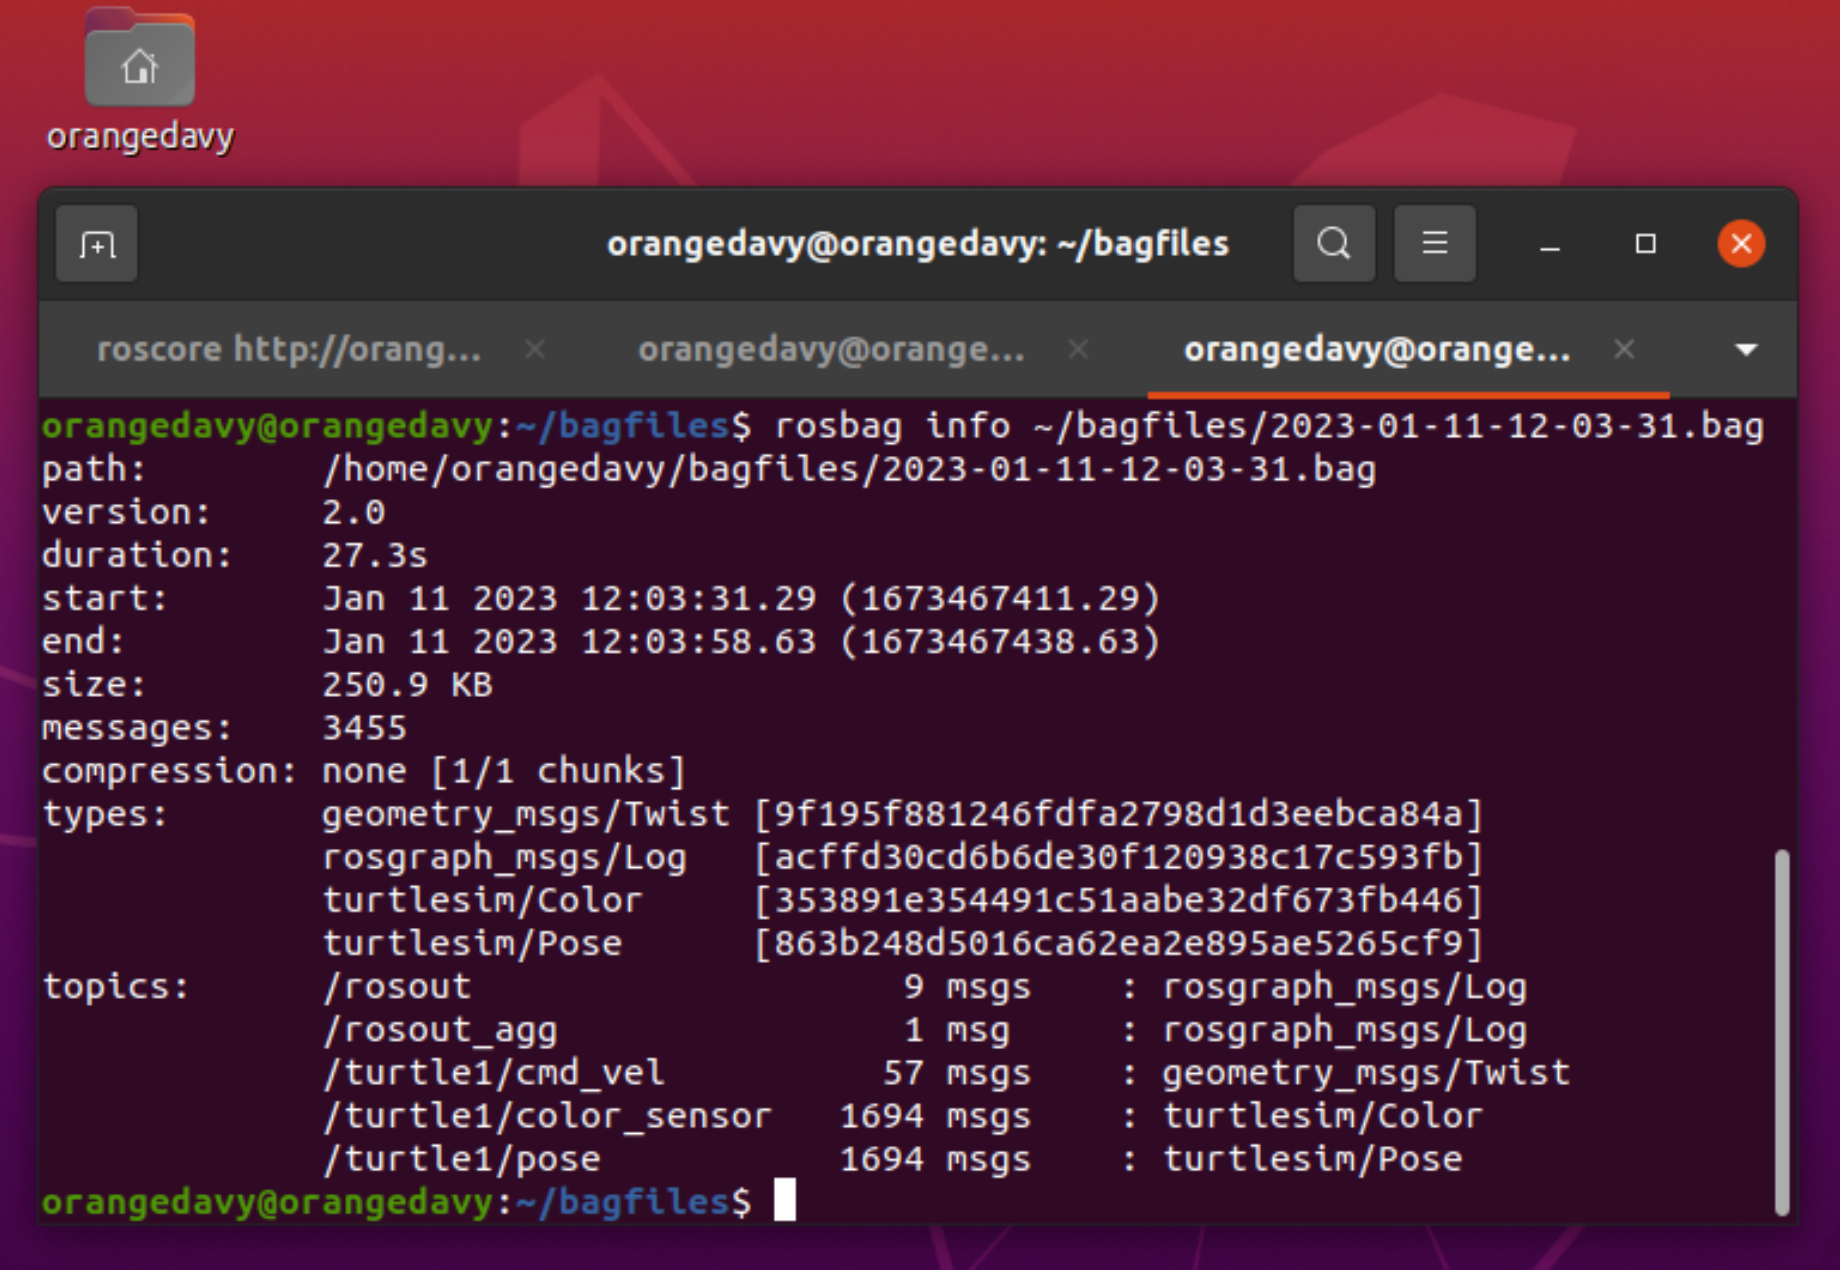 orangedavy
orangedavy@orangedavy: ~/bagfiles
roscore http://orang... orangedavy@orange... orangedavy@orange...
orangedavy@orangedavy:~/bagfiles$ rosbag info ~/bagfiles/2023-01-11-12-03-31.bag
path: /home/orangedavy/bagfiles/2023-01-11-12-03-31.bag
version: 2.0
duration: 27.3s
start: Jan 11 2023 12:03:31.29 (1673467411.29)
end: Jan 11 2023 12:03:58.63 (1673467438.63)
size: 250.9 KB
messages: 3455
compression: none [1/1 chunks]
types: geometry_msgs/Twist [9f195f881246fdfa2798d1d3eebca84a]
rosgraph_msgs/Log [acffd30cd6b6de30f120938c17c593fb]
turtlesim/Color [353891e354491c51aabe32df673fb446]
turtlesim/Pose [863b248d5016ca62ea2e895ae5265cf9]
topics: /rosout 9 msgs : rosgraph_msgs/Log
/rosout_agg 1 msg : rosgraph_msgs/Log
/turtle1/cmd_vel 57 msgs : geometry_msgs/Twist
/turtle1/color_sensor 1694 msgs : turtlesim/Color
/turtle1/pose 1694 msgs : turtlesim/Pose
orangedavy@orangedavy:~/bagfiles$